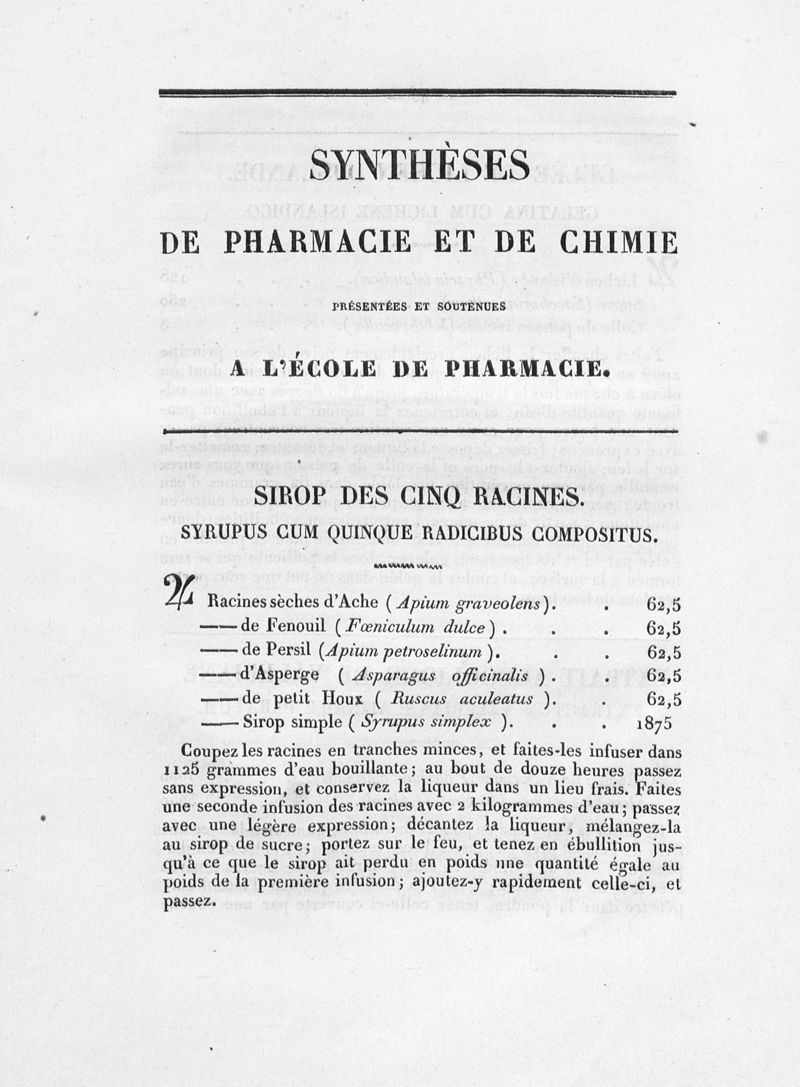 SYNTHÈSES
DE PHARMACIE ET DE CHIMIE
PRÉSENTÉES ET SOUTENUES
A L'ÉCOLE DE PHARMACIE.
SIROP DES CINQ RACINES.
SYRUPUS CUM QUINQUE RADICIBUS COMPOSITUS.
♃ Racines sèches d'Ache (Apium graveolens). . 62,5
—— de Fenouil (Fœniculum dulce) . . . 62,5
—— de Persil (Apium petroselinum). . . 62,5
—— d'Asperge (Asparagus officinalis) . . . 62,5
—— de petit Houx (Ruscus aculeatus). . 62,5
—— Sirop simple (Syrupus simplex). . . 1875
Coupez les racines en tranches minces, et faites-les infuser dans
1125 grammes d'eau bouillante; au bout de douze heures passez
sans expression, et conservez la liqueur dans un lieu frais. Faites
une seconde infusion des racines avec 2 kilogrammes d'eau; passez
avec une légère expression; décantez la liqueur, mélangez-la
au sirop de sucre; portez sur le feu, et tenez en ébullition jus-
qu'à ce que le sirop ait perdu en poids une quantité égale au
poids de la première infusion; ajoutez-y rapidement celle-ci, et
passez.